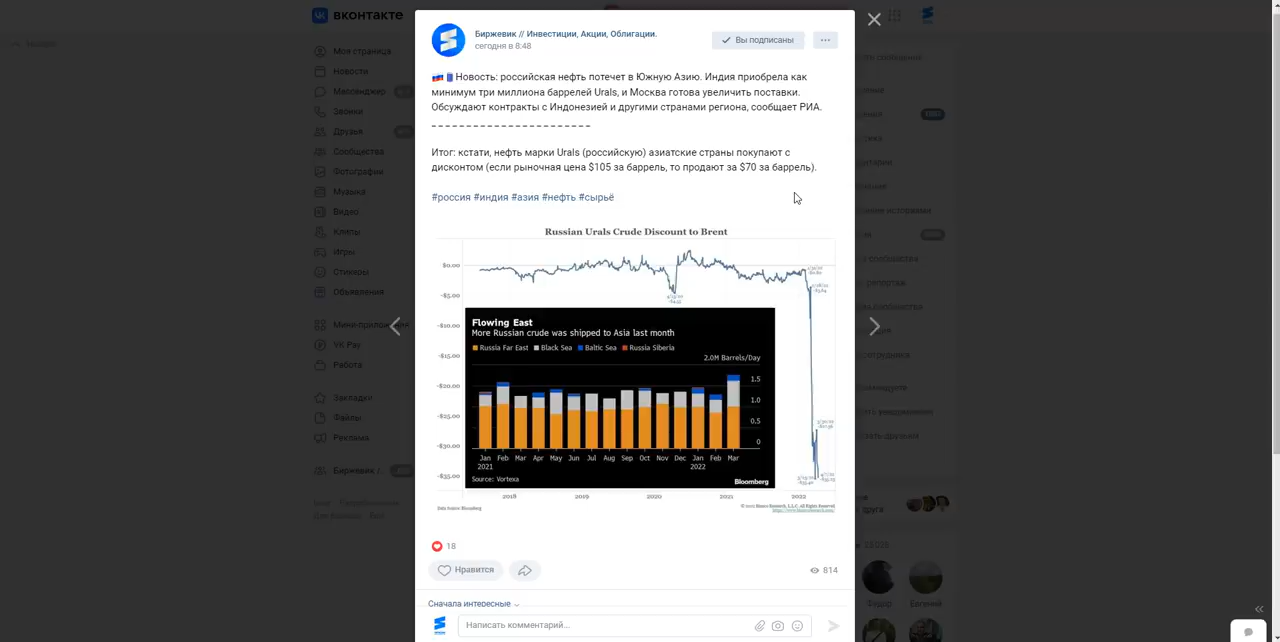 вконтакте
Моя страница
Новости
Мессенджер
Звонки
Друзья
Сообщества
Фотографии
Музыка
Видео
Клипы
Игры
Стикеры
Объявления
Мини-приложения
VK Pay
Работа
Закладки
Файлы
Реклама
Биржевик /.
Биржевик // Инвестиции, Акции, Облигации.
сегодня в 8:48
Вы подписаны
Новость: российская нефть потечет в Южную Азию. Индия приобрела как
минимум три миллиона баррелей Urals, и Москва готова увеличить поставки.
Обсуждают контракты с Индонезией и другими странами региона, сообщает РИА.
_ _ _ _ _ _ _ _ _ _ _ _ _ _ _ _ _ _ _ _ _ _ _
Итог: кстати, нефть марки Urals (российскую) азиатские страны покупают с
дисконтом (если рыночная цена $105 за баррель, то продают за $70 за баррель).
#россия #индия #азия #нефть #сырьё
Russian Urals Crude Discount to Brent
$0.00
-$5.00
-$10.00
-$15.00
-$20.00
-$25.00
-$30.00
-$35.00
Flowing East
More Russian crude was shipped to Asia last month
Russia Far East Black Sea Baltic Sea Russia Siberia
2.0M Barrels/Day
1.5
1.0
0.5
0
Jan Feb Mar Apr May Jun Jul Aug Sep Oct Nov Dec Jan Feb Mar
2021 2022
Source: Vortexa
Bloomberg
2018 2019 2020 2021 2022
Data Source: Bloomberg
18
Нравится
814
Сначала интересные
Написать комментарий...
Федор
Евгений